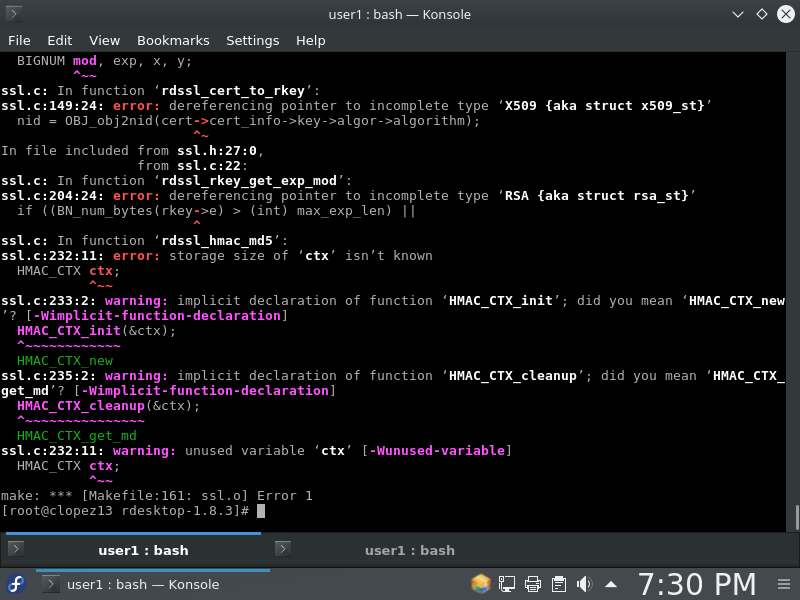 user1 : bash — Konsole
File Edit View Bookmarks Settings Help
BIGNUM mod, exp, x, y;
^~~
ssl.c: In function ‘rdssl_cert_to_rkey’:
ssl.c:149:24: error: dereferencing pointer to incomplete type ‘X509 {aka struct x509_st}’
nid = OBJ_obj2nid(cert->cert_info->key->algor->algorithm);
^~
In file included from ssl.h:27:0,
from ssl.c:22:
ssl.c: In function ‘rdssl_rkey_get_exp_mod’:
ssl.c:204:24: error: dereferencing pointer to incomplete type ‘RSA {aka struct rsa_st}’
if ((BN_num_bytes(rkey->e) > (int) max_exp_len) ||
^
ssl.c: In function ‘rdssl_hmac_md5’:
ssl.c:232:11: error: storage size of ‘ctx’ isn’t known
HMAC_CTX ctx;
^~~
ssl.c:233:2: warning: implicit declaration of function ‘HMAC_CTX_init’; did you mean ‘HMAC_CTX_new
’? [-Wimplicit-function-declaration]
HMAC_CTX_init(&ctx);
^~~~~~~~~~~~~
HMAC_CTX_new
ssl.c:235:2: warning: implicit declaration of function ‘HMAC_CTX_cleanup’; did you mean ‘HMAC_CTX_
get_md’? [-Wimplicit-function-declaration]
HMAC_CTX_cleanup(&ctx);
^~~~~~~~~~~~~~~~
HMAC_CTX_get_md
ssl.c:232:11: warning: unused variable ‘ctx’ [-Wunused-variable]
HMAC_CTX ctx;
^~~
make: *** [Makefile:161: ssl.o] Error 1
[root@clopez13 rdesktop-1.8.3]#
user1 : bash user1 : bash
user1 : bash — Konsole 7:30 PM